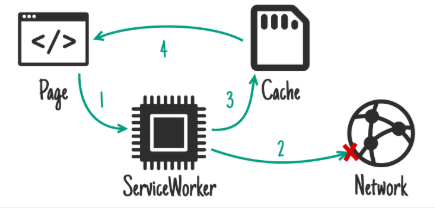 </>
4
Page
1
3
Cache
2
ServiceWorker
Network